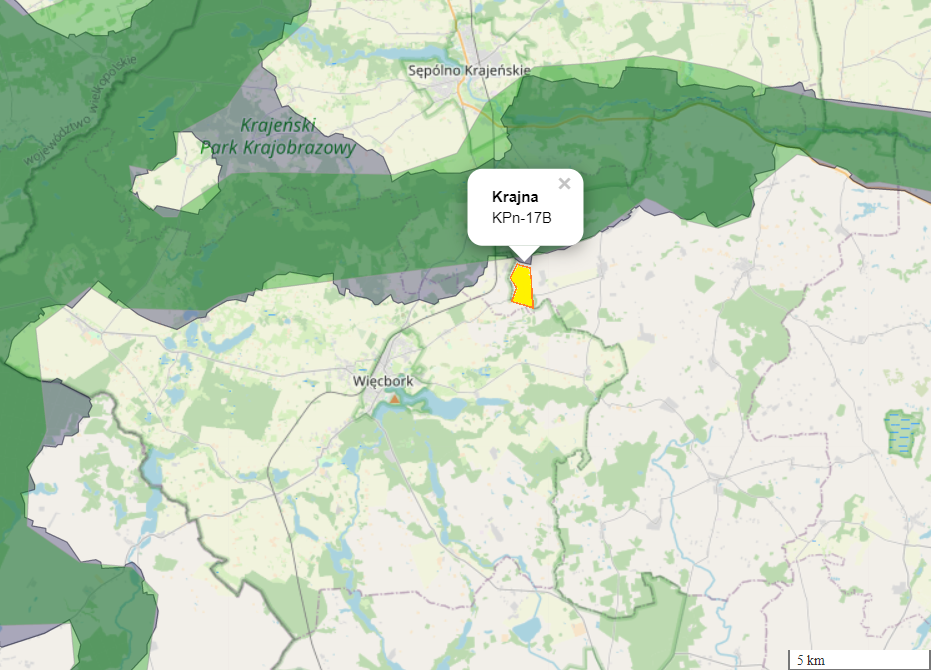 województwo wielkopolskie
Sępólno Krajeńskie
Krajeński
Park Krajobrazowy
×
Krajna
KPn-17B
Więcbork
5 km